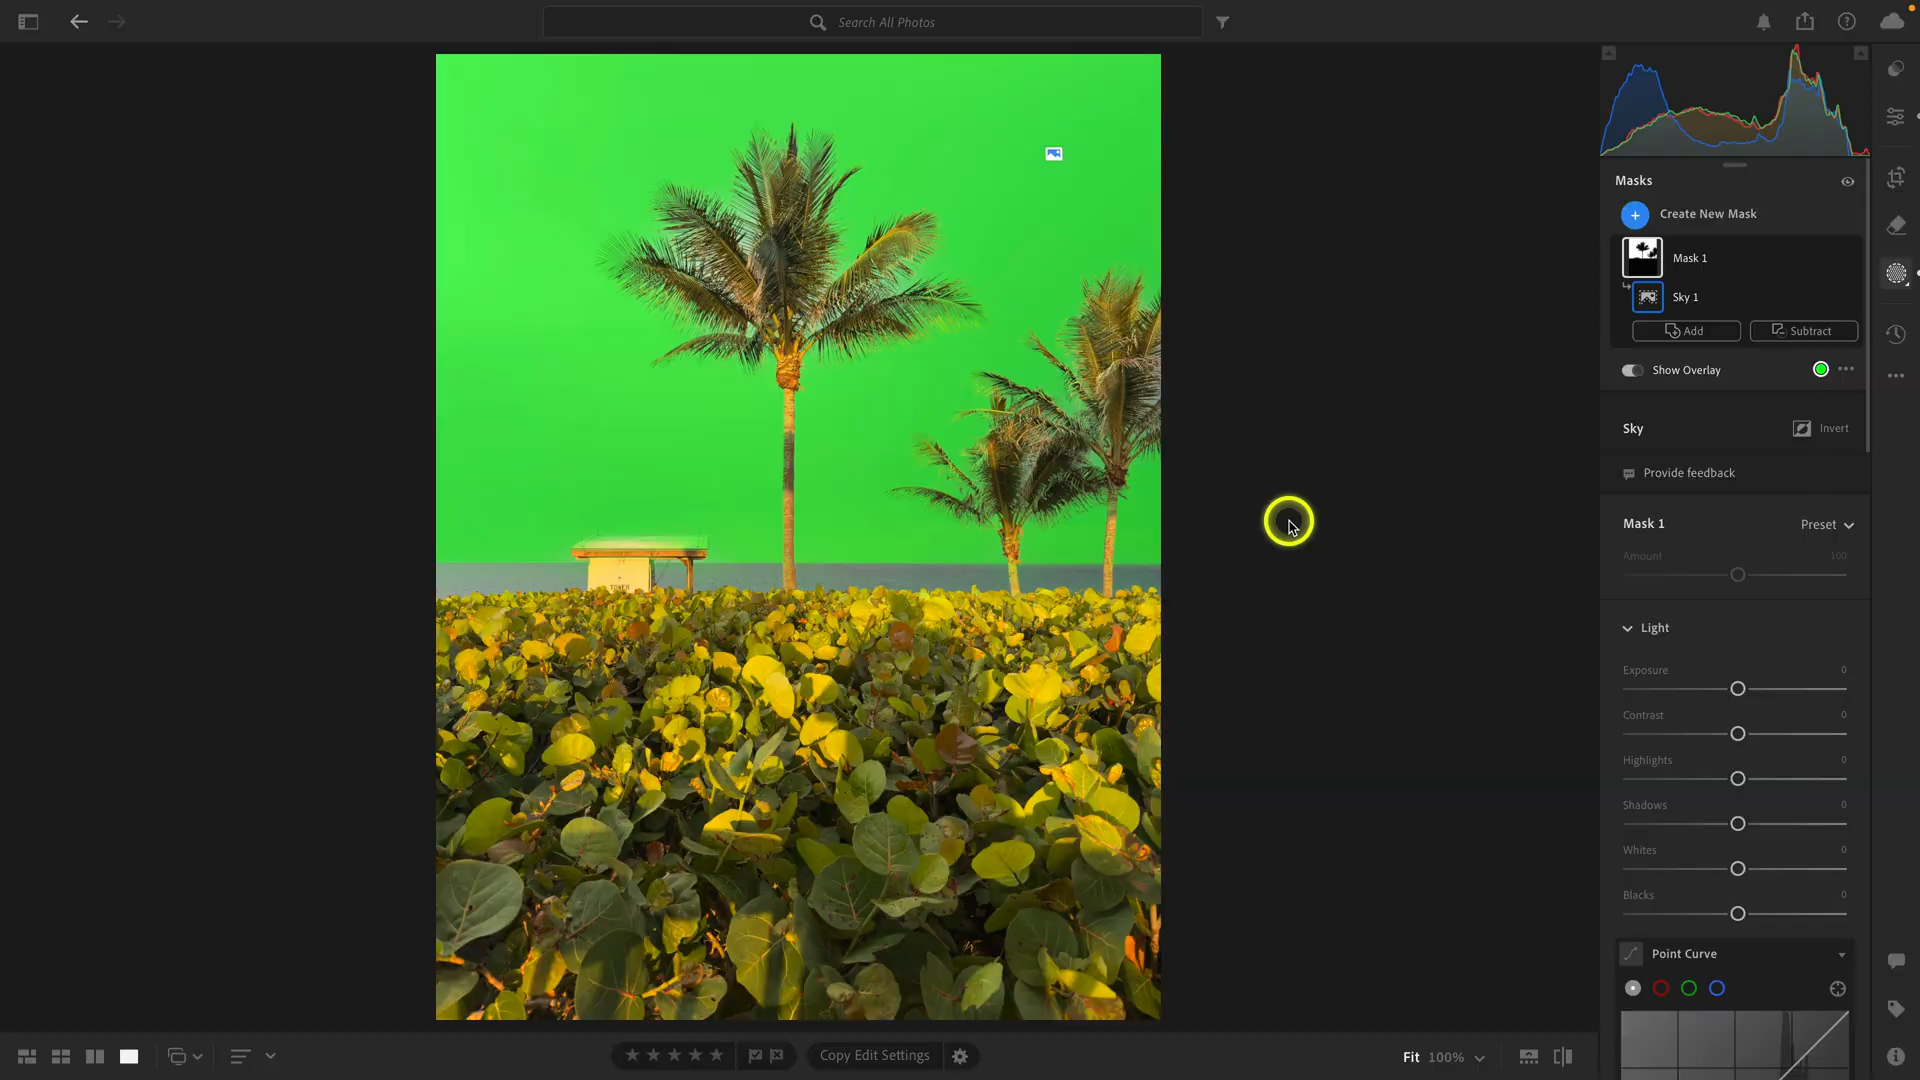 Search All Photos
Masks
Create New Mask
Mask 1
Sky 1
Add Subtract
Show Overlay
Sky Invert
Provide feedback
Mask 1 Preset
Amount 100
Light
Exposure 0
Contrast 0
Highlights 0
Shadows 0
Whites 0
Blacks 0
Point Curve
Copy Edit Settings
Fit 100%